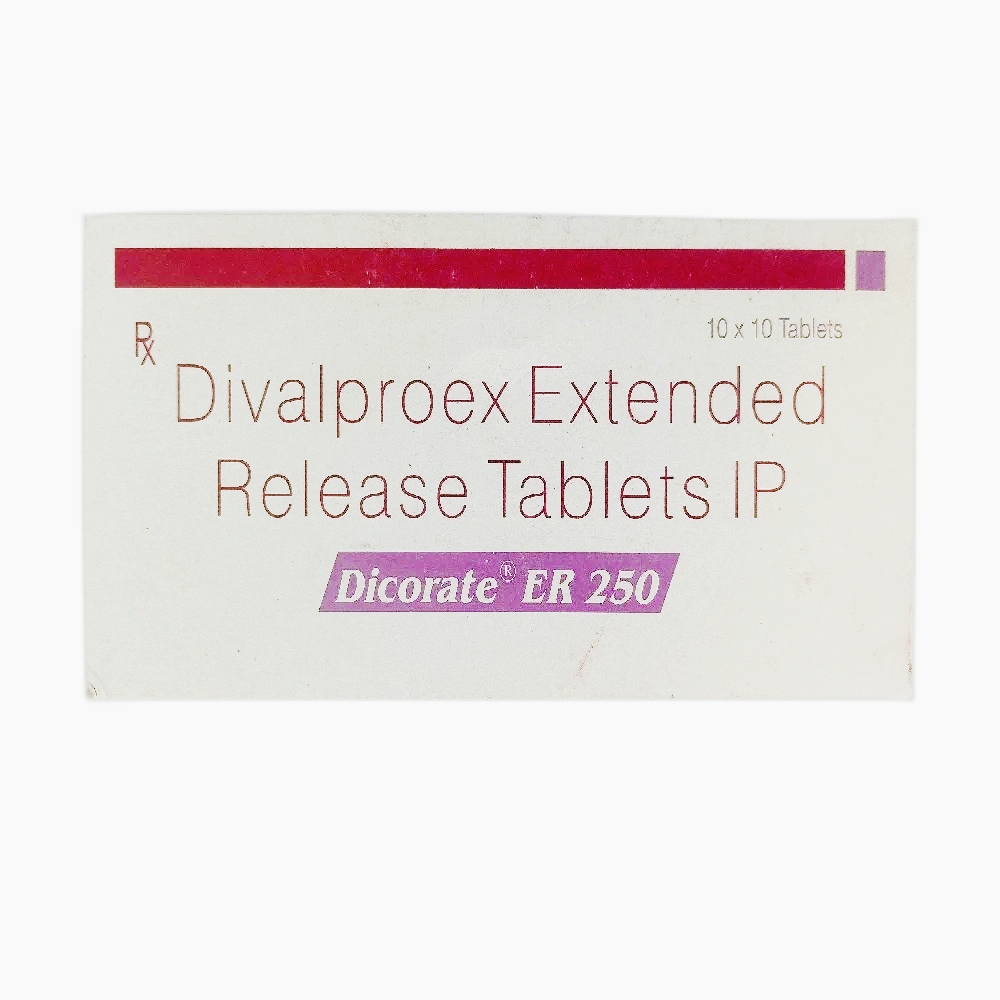 10 x 10 Tablets
Rx
Divalproex Extended
Release Tablets IP
Dicorate® ER 250